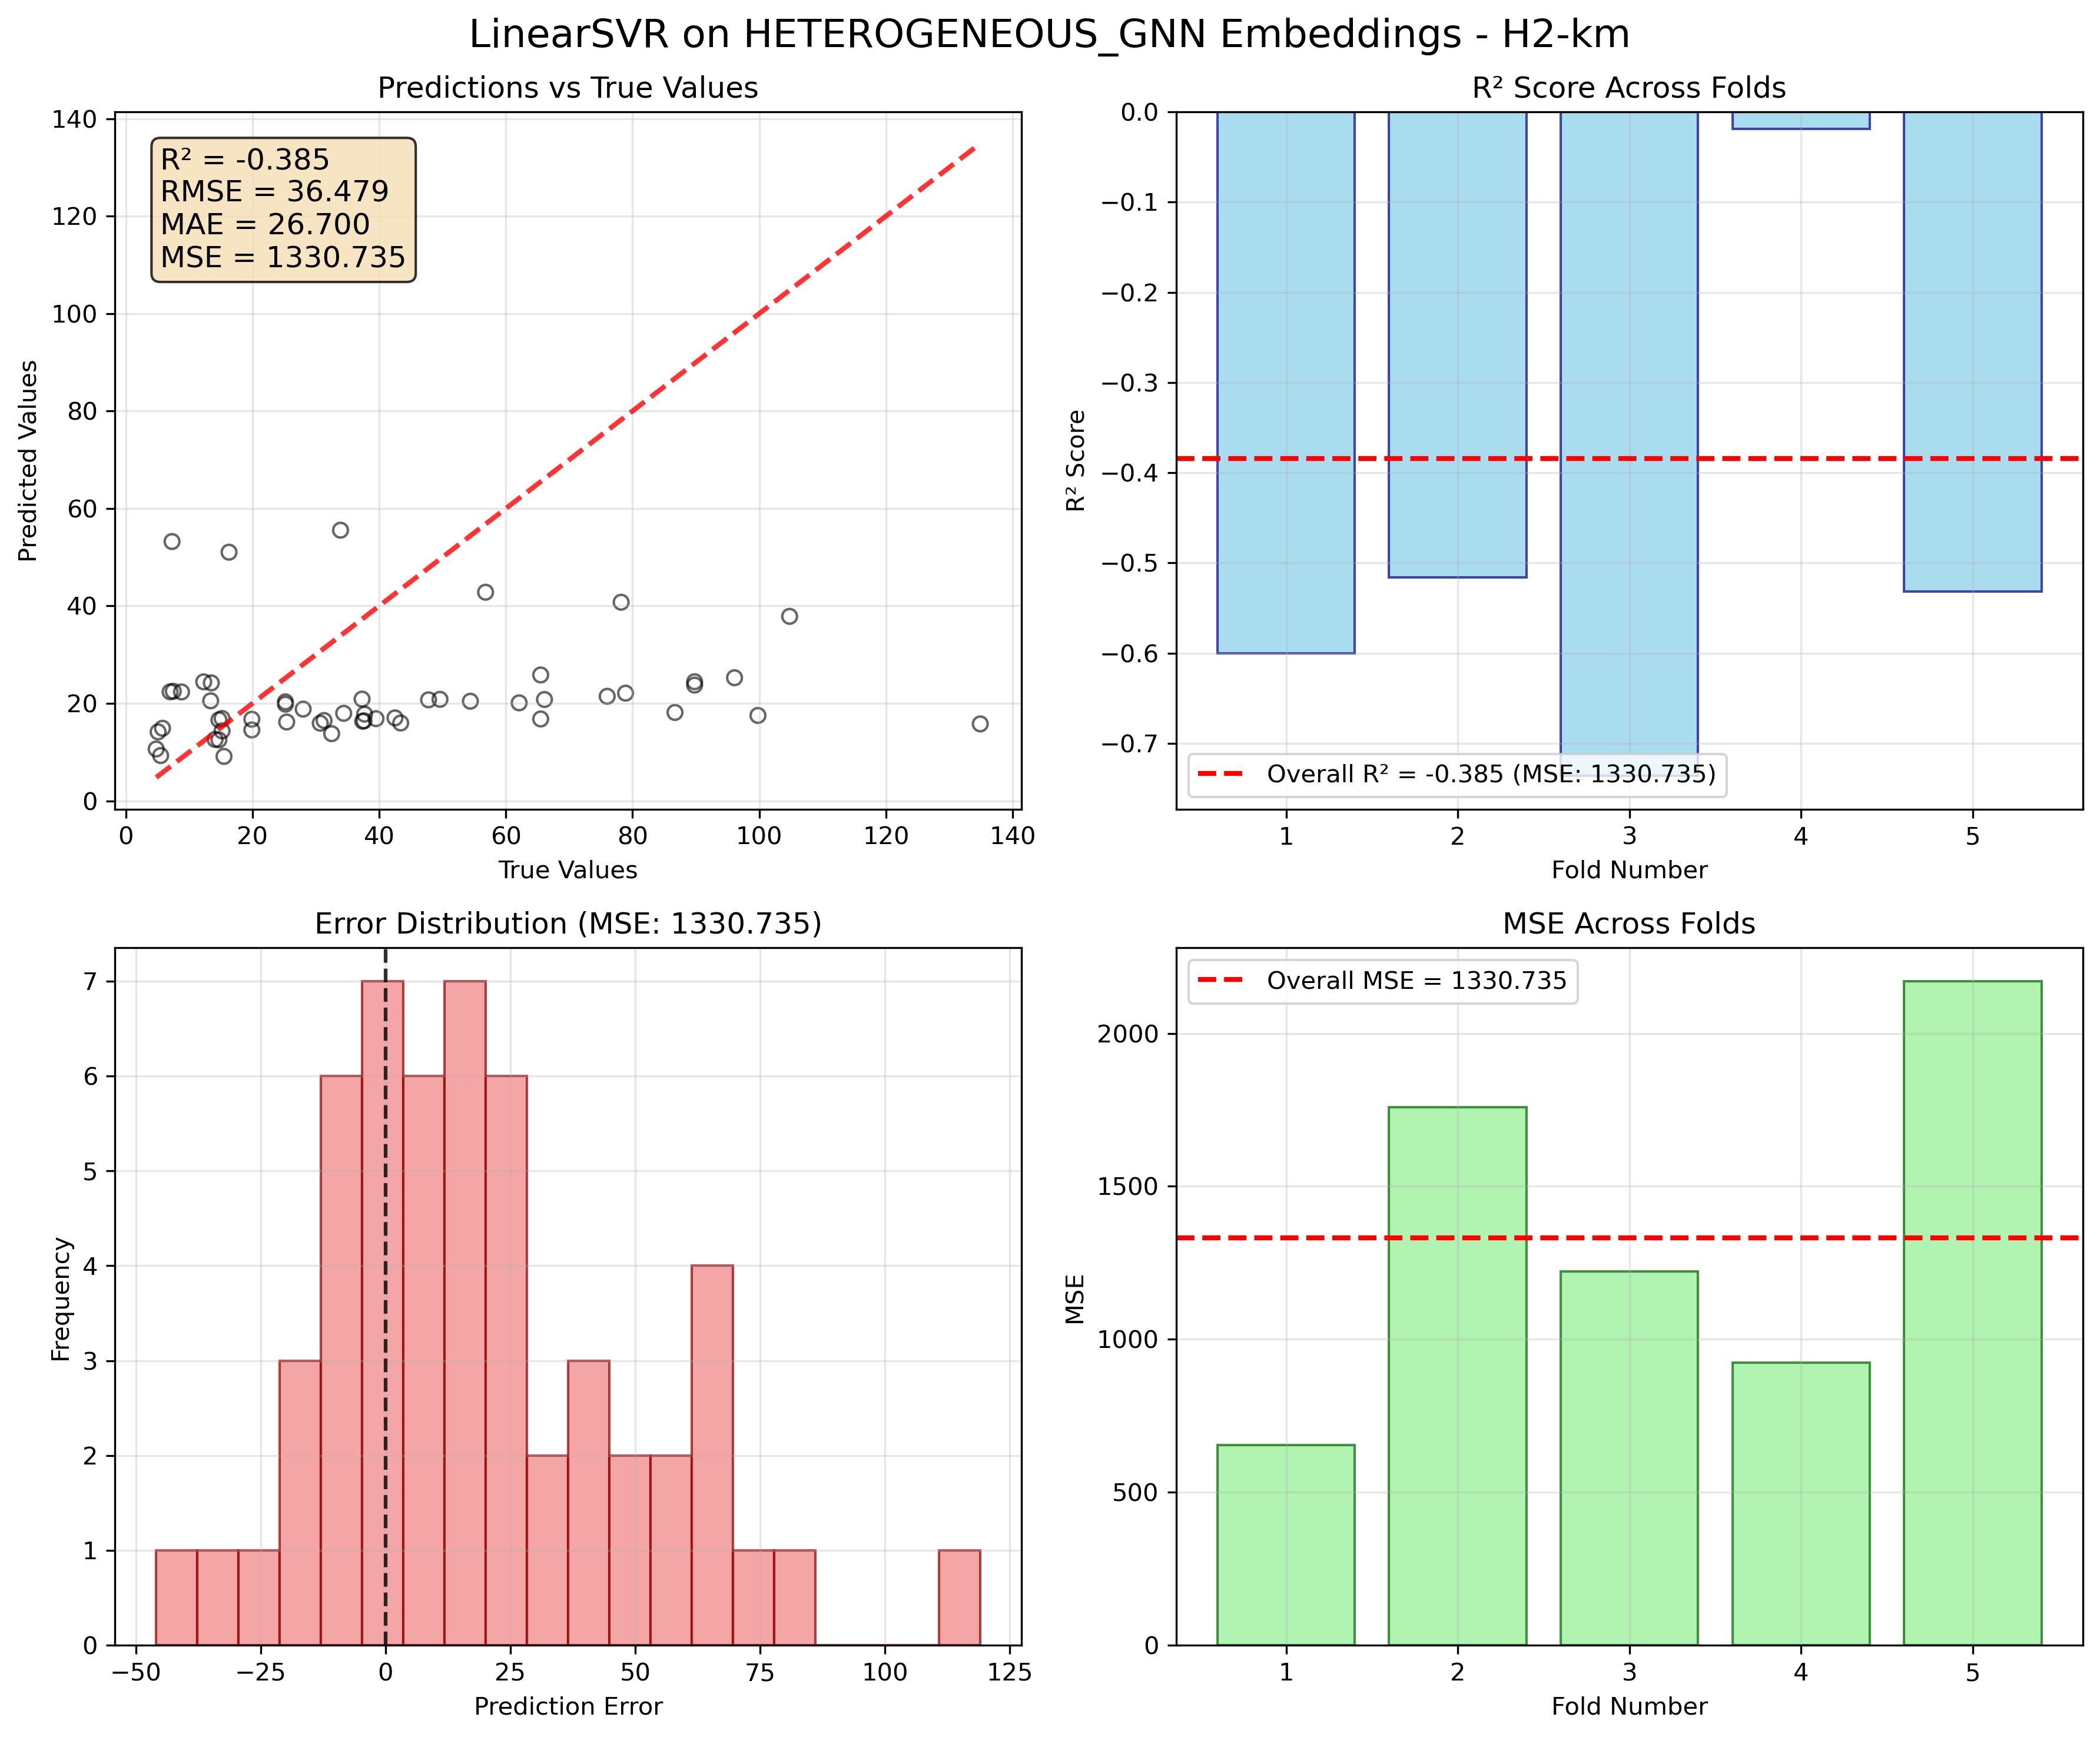 LinearSVR on HETEROGENEOUS_GNN Embeddings - H2-km
Predictions vs True Values
140
120
100
80
60
40
20
0
Predicted Values
R² = -0.385
RMSE = 36.479
MAE = 26.700
MSE = 1330.735
0 20 40 60 80 100 120 140
True Values
R² Score Across Folds
0.0
−0.1
−0.2
−0.3
−0.4
−0.5
−0.6
−0.7
R² Score
Overall R² = -0.385 (MSE: 1330.735)
1 2 3 4 5
Fold Number
Error Distribution (MSE: 1330.735)
7
6
5
4
3
2
1
0
Frequency
−50 −25 0 25 50 75 100 125
Prediction Error
MSE Across Folds
Overall MSE = 1330.735
2000
1500
1000
500
0
MSE
1 2 3 4 5
Fold Number